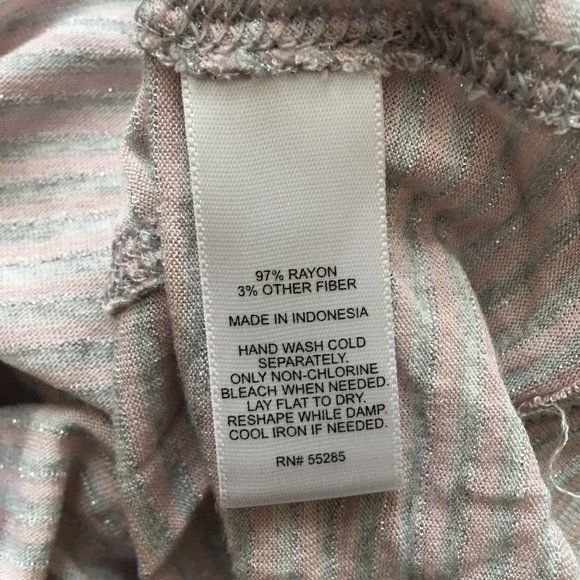 97% RAYON
3% OTHER FIBER
MADE IN INDONESIA
HAND WASH COLD
SEPARATELY.
ONLY NON-CHLORINE
BLEACH WHEN NEEDED.
LAY FLAT TO DRY.
RESHAPE WHILE DAMP.
COOL IRON IF NEEDED.
RN# 55285